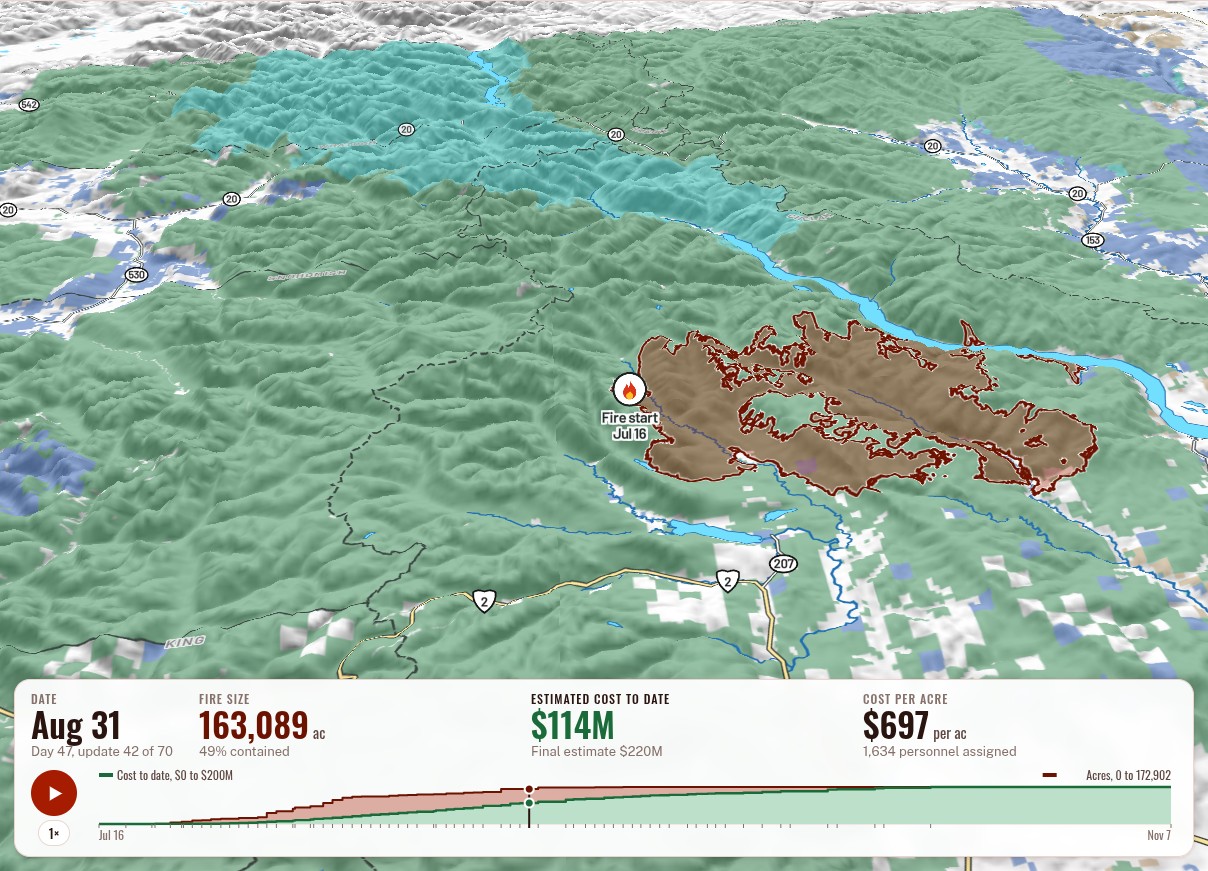 542
20
20
20
20
20
20
153
530
Fire start
Jul 16
207
2
2
KING
DATE
Aug 31
Day 47, update 42 of 70
FIRE SIZE
163,089 ac
49% contained
ESTIMATED COST TO DATE
$114M
Final estimate $220M
COST PER ACRE
$697 per ac
1,634 personnel assigned
Cost to date, $0 to $200M
Acres, 0 to 172,902
1×
Jul 16
Nov 7